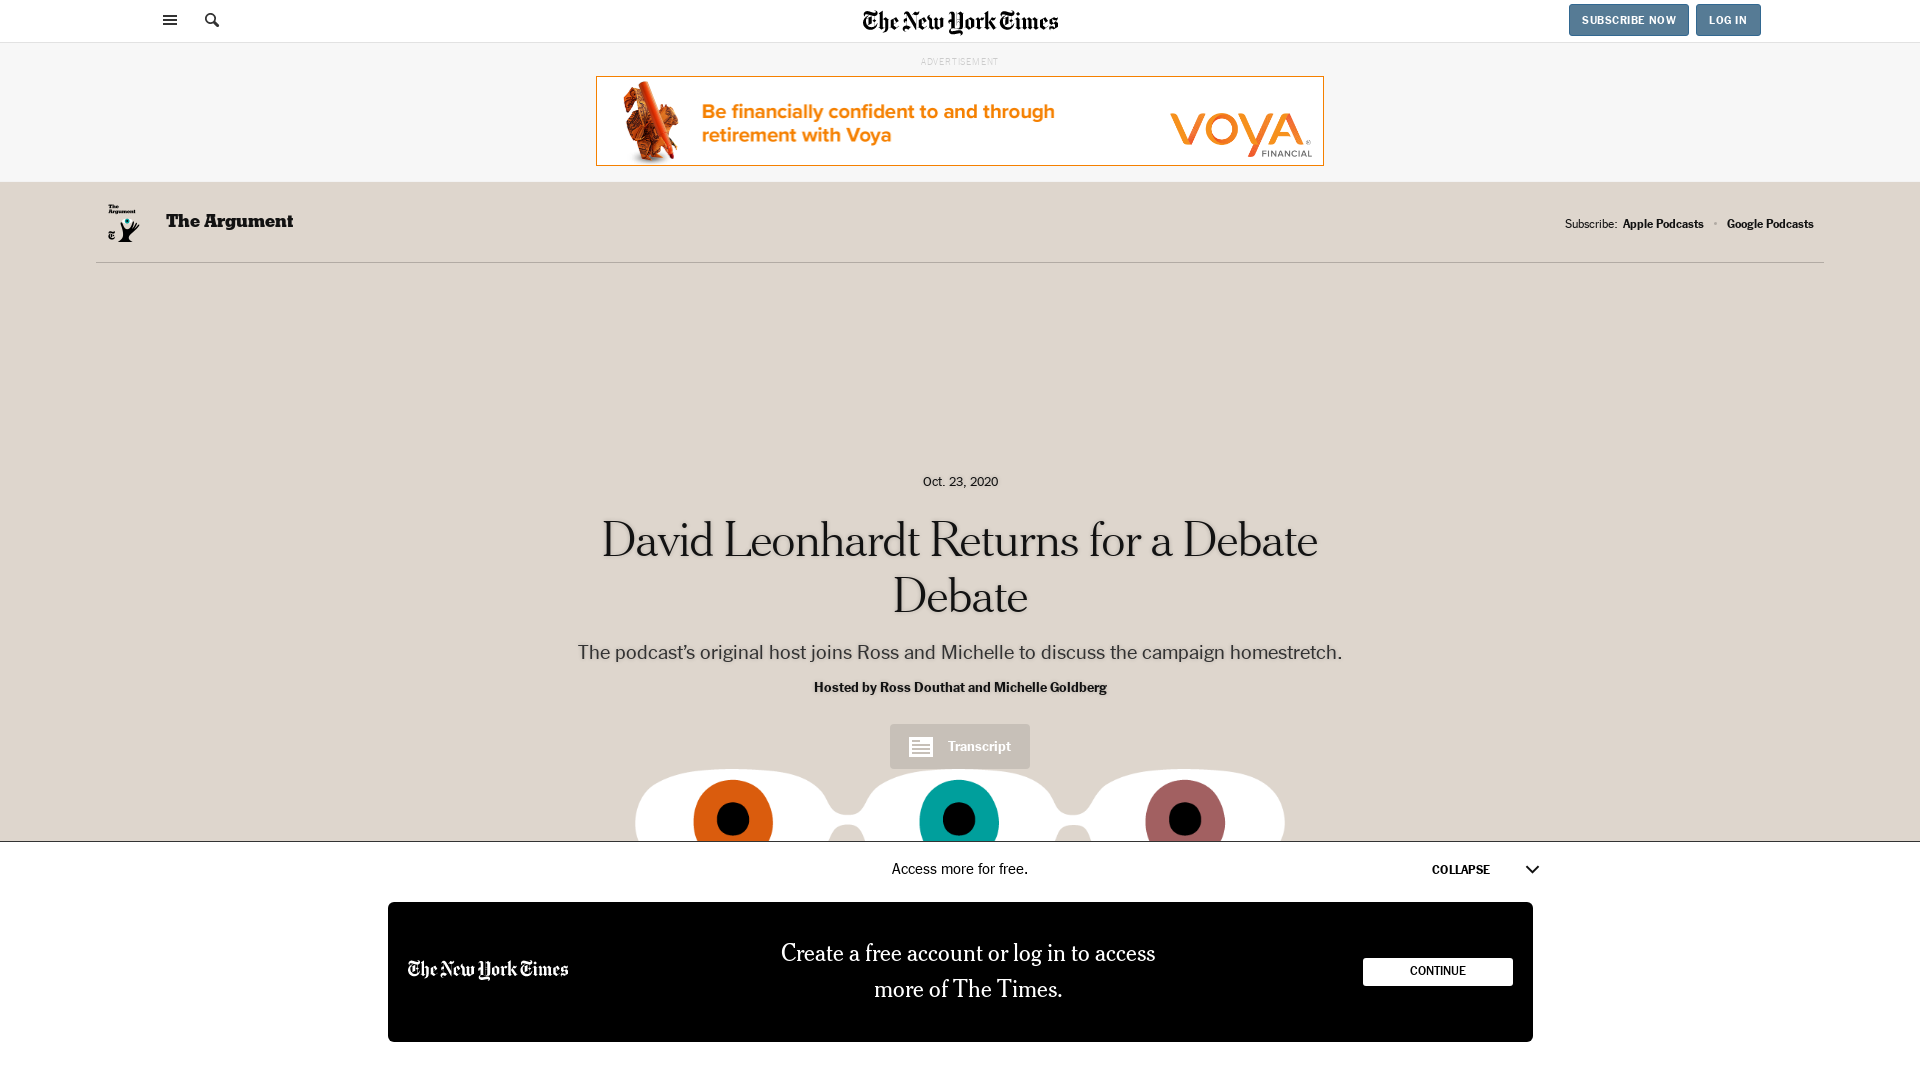 The New York Times
SUBSCRIBE NOW
LOG IN
ADVERTISEMENT
Be financially confident to and through
retirement with Voya
VOYA
FINANCIAL
The
Argument
The Argument
Subscribe: Apple Podcasts • Google Podcasts
Oct. 23, 2020
David Leonhardt Returns for a Debate
Debate
The podcast’s original host joins Ross and Michelle to discuss the campaign homestretch.
Hosted by Ross Douthat and Michelle Goldberg
Transcript
Access more for free.
COLLAPSE
The New York Times
Create a free account or log in to access
more of The Times.
CONTINUE